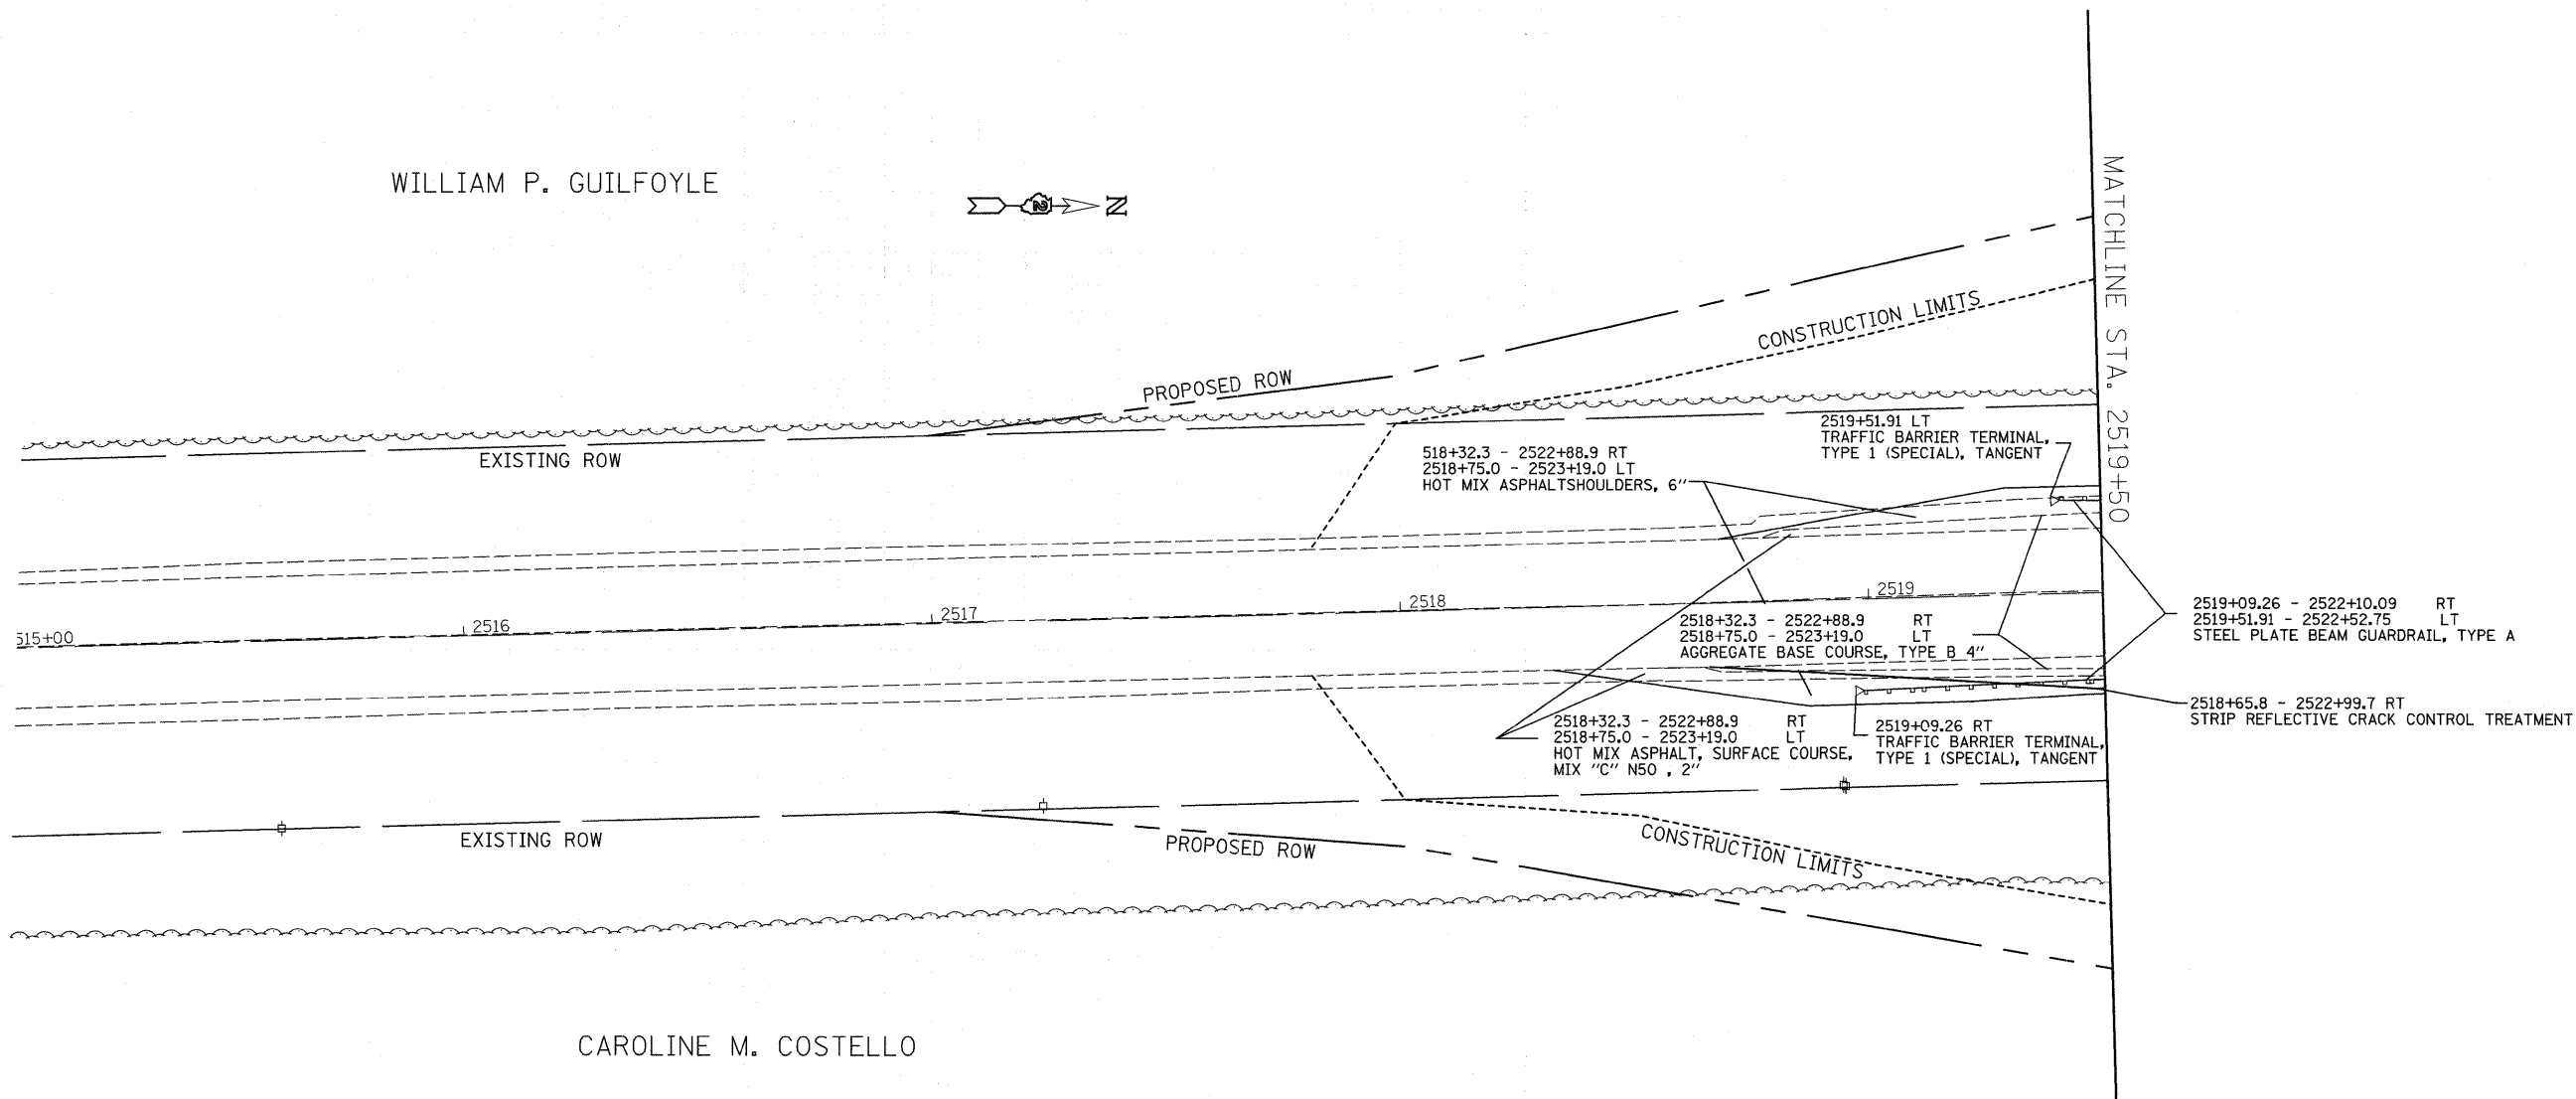 WILLIAM P. GUILFOYLE
N
MATCHLINE STA. 2519+50
CONSTRUCTION LIMITS
PROPOSED ROW
EXISTING ROW
2519+51.91 LT
TRAFFIC BARRIER TERMINAL,
TYPE 1 (SPECIAL), TANGENT
518+32.3 - 2522+88.9 RT
2518+75.0 - 2523+19.0 LT
HOT MIX ASPHALTSHOULDERS, 6"
515+00
2516
2517
2518
2519
2518+32.3 - 2522+88.9 RT
2518+75.0 - 2523+19.0 LT
AGGREGATE BASE COURSE, TYPE B 4"
2519+09.26 - 2522+10.09 RT
2519+51.91 - 2522+52.75 LT
STEEL PLATE BEAM GUARDRAIL, TYPE A
2518+65.8 - 2522+99.7 RT
STRIP REFLECTIVE CRACK CONTROL TREATMENT
2518+32.3 - 2522+88.9 RT
2518+75.0 - 2523+19.0 LT
HOT MIX ASPHALT, SURFACE COURSE,
MIX "C" N50 , 2"
2519+09.26 RT
TRAFFIC BARRIER TERMINAL,
TYPE 1 (SPECIAL), TANGENT
EXISTING ROW
PROPOSED ROW
CONSTRUCTION LIMITS
CAROLINE M. COSTELLO